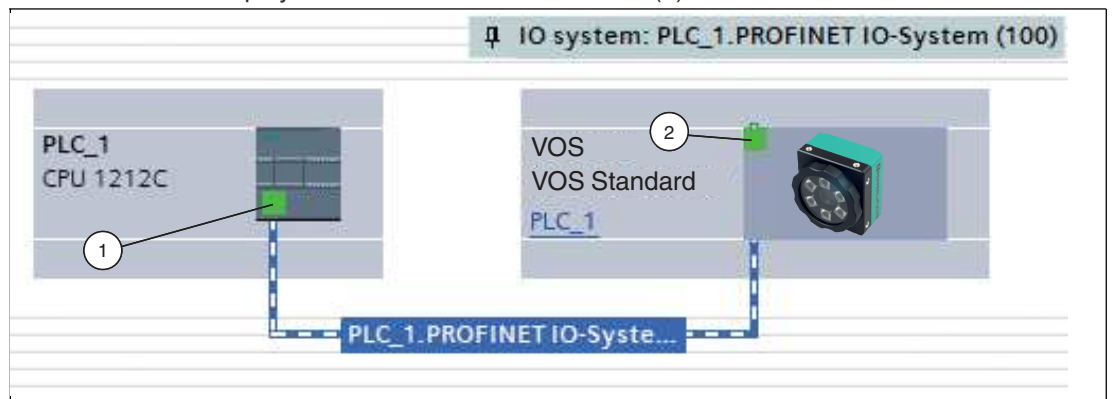 IO system: PLC_1.PROFINET IO-System (100)
PLC_1
CPU 1212C
1
VOS
VOS Standard
PLC_1
2
PLC_1.PROFINET IO-Syste...